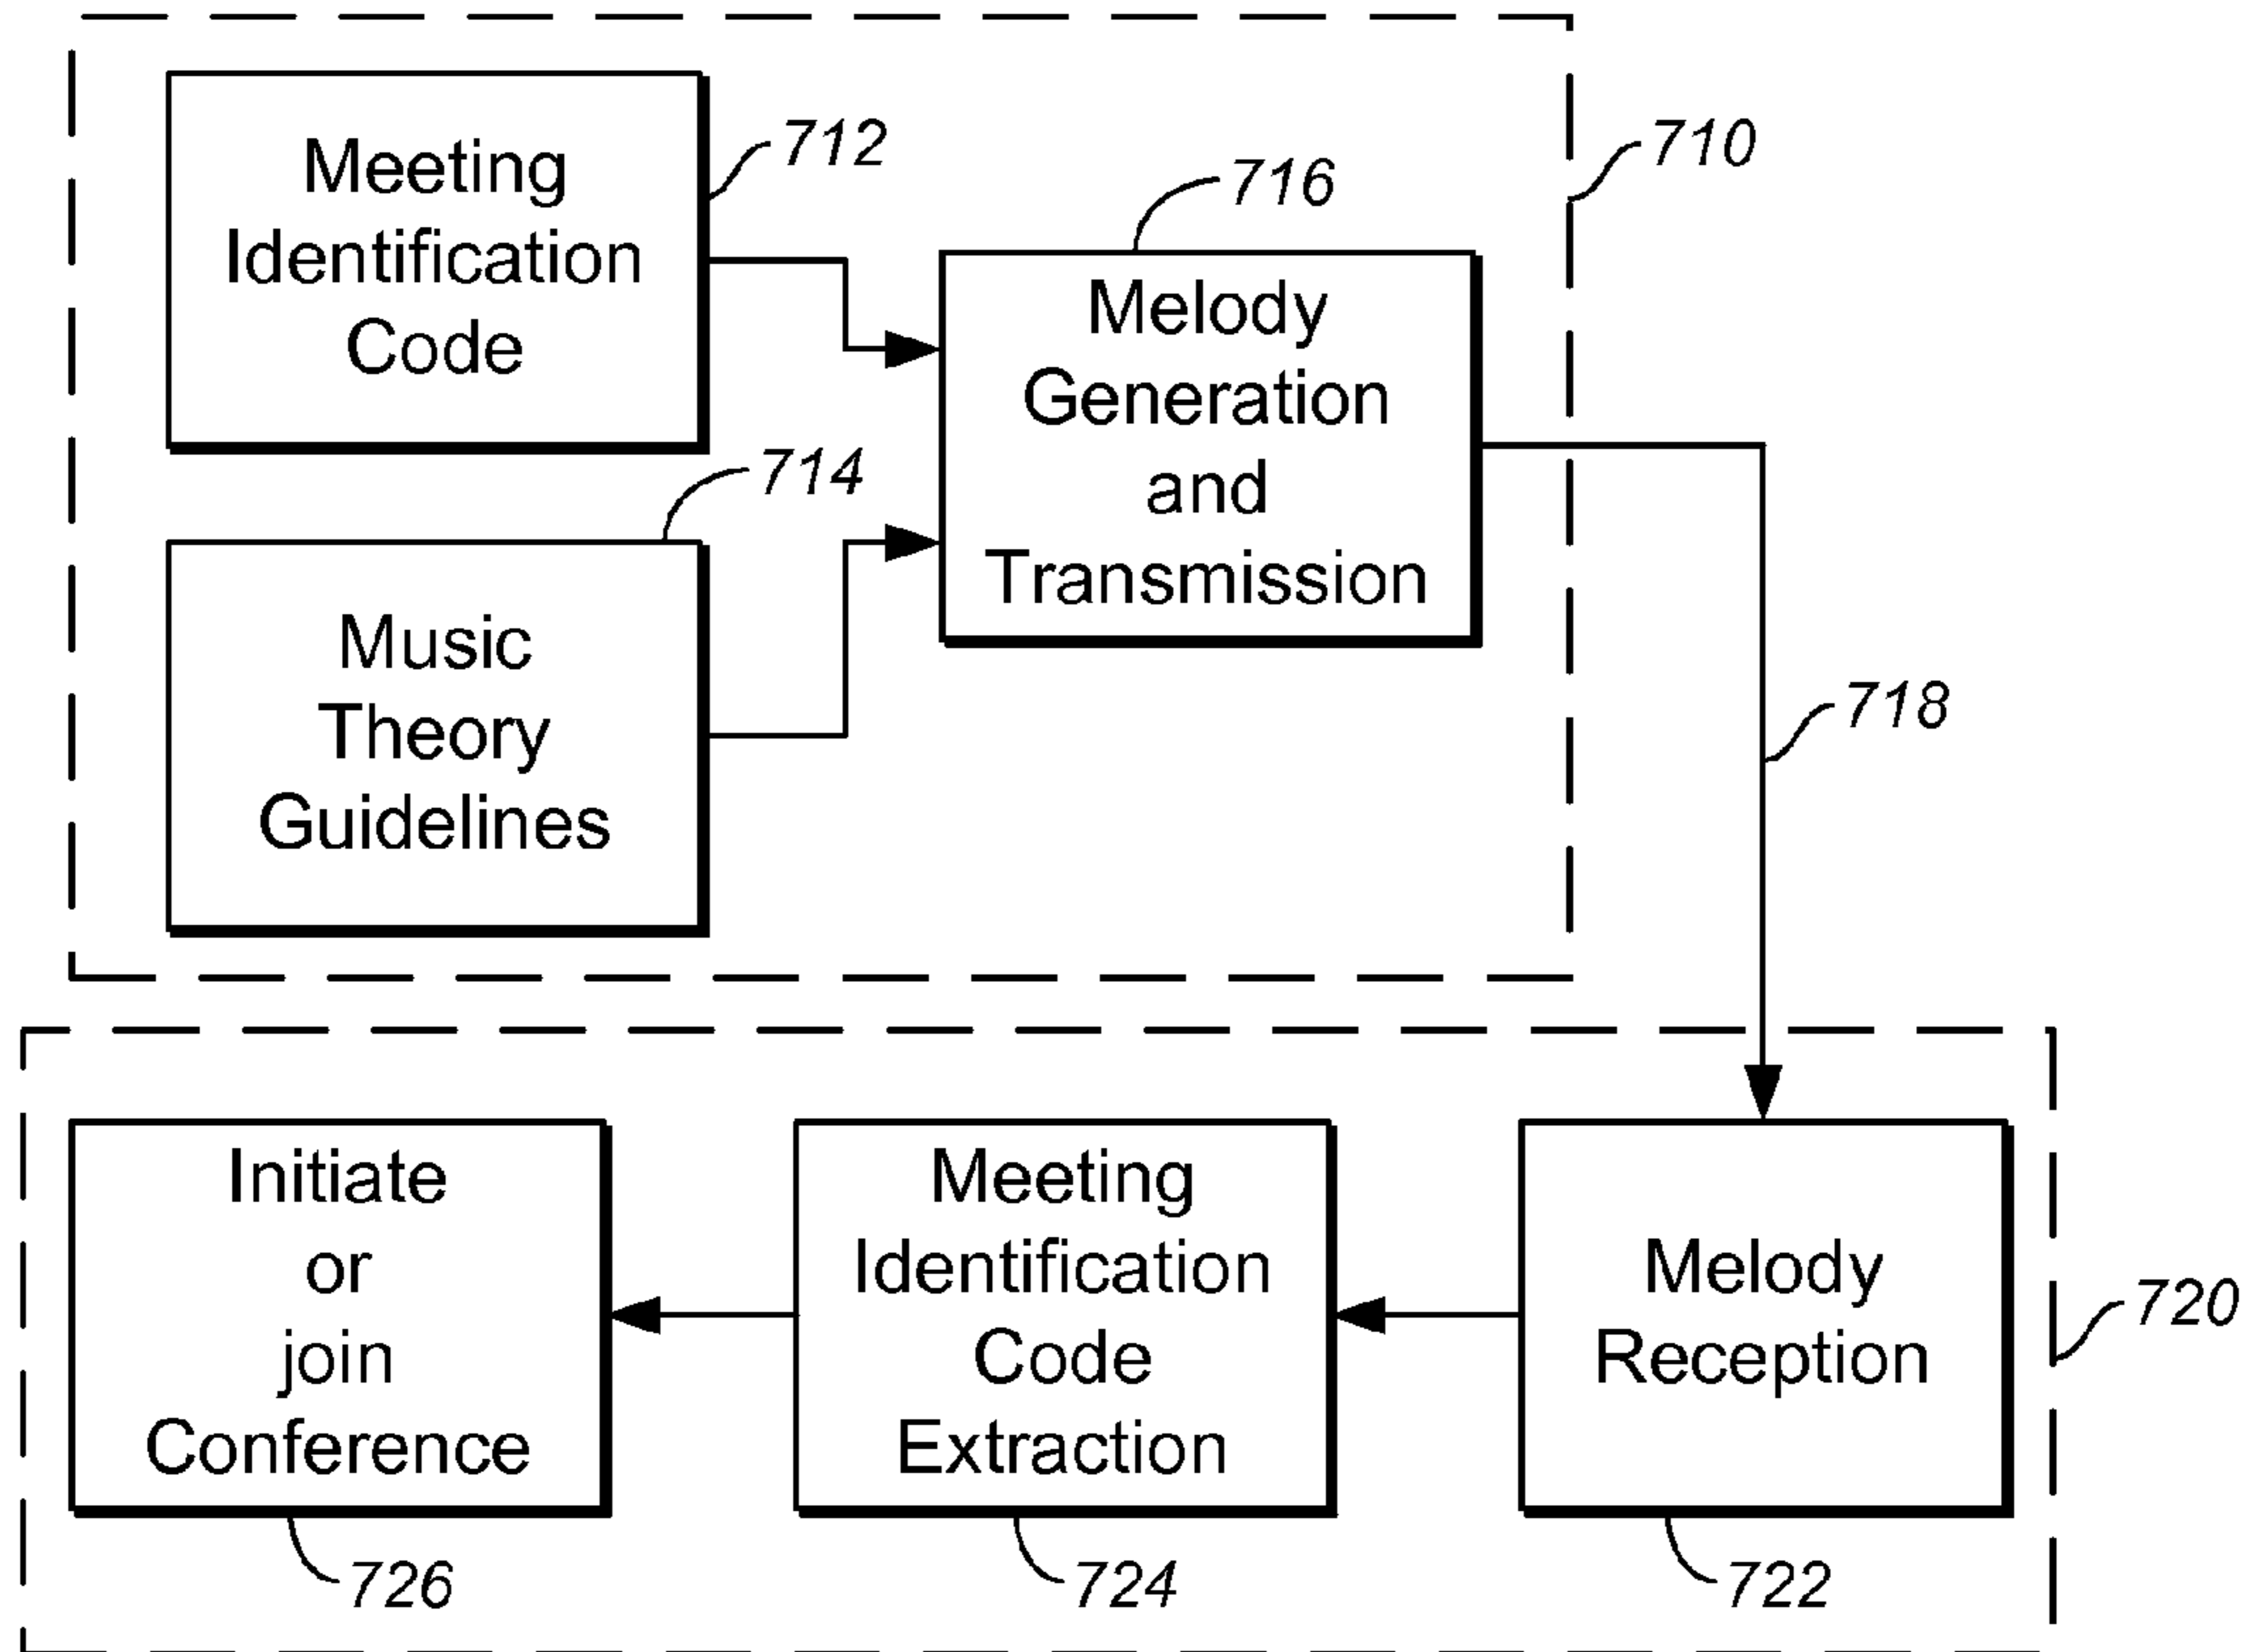 Meeting
Identification
Code
712
710
716
Melody
Generation
and
Transmission
714
Music
Theory
Guidelines
718
Initiate
or
join
Conference
Meeting
Identification
Code
Extraction
Melody
Reception
720
726
724
722